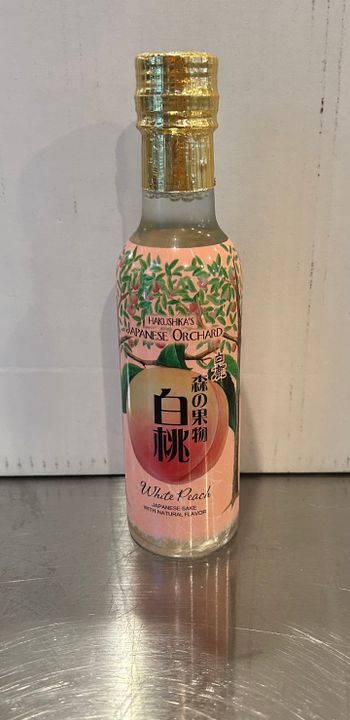 HAKUSHIKA'S
JAPANESE ORCHARD
白鹿
森の果物
白桃
White Peach
JAPANESE SAKE
WITH NATURAL FLAVOR